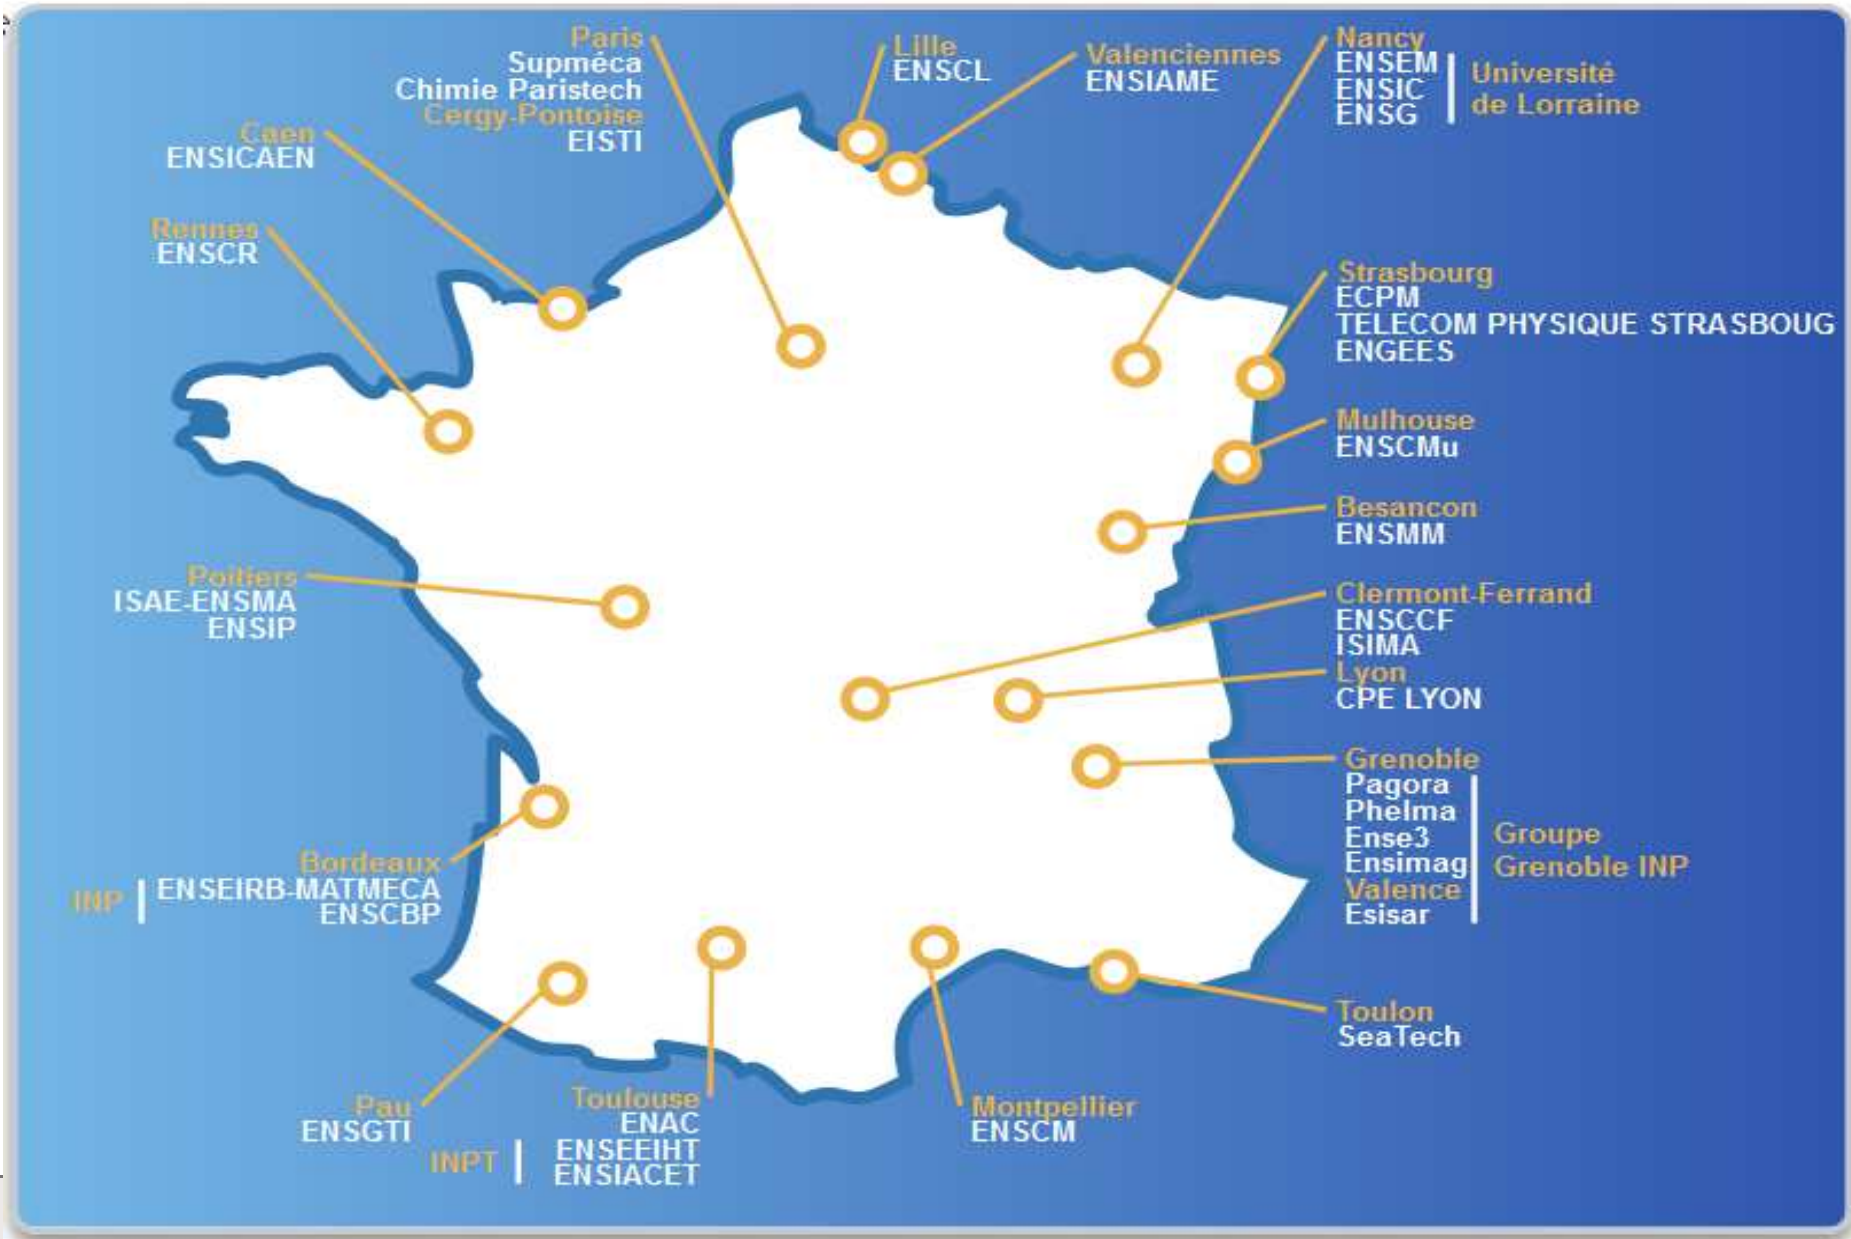 Paris
Supméca
Chimie Paristech
Cergy-Pontoise
EISTI
Lille
ENSCL
Valenciennes
ENSIAME
Nancy
ENSEM
ENSIC
ENSG
Université
de Lorraine
Caen
ENSICAEN
Rennes
ENSCR
Strasbourg
ECPM
TELECOM PHYSIQUE STRASBOUG
ENGEES
Mulhouse
ENSCMu
Besancon
ENSMM
Poitiers
ISAE-ENSMA
ENSIP
Clermont-Ferrand
ENSCCF
ISIMA
Lyon
CPE LYON
Grenoble
Pagora
Phelma
Ense3
Ensimag
Valence
Esisar
Groupe
Grenoble INP
Bordeaux
INP
ENSEIRB-MATMECA
ENSCBP
Toulon
SeaTech
Pau
ENSGTI
Toulouse
ENAC
INPT
ENSEEIHT
ENSIACET
Montpellier
ENSCM